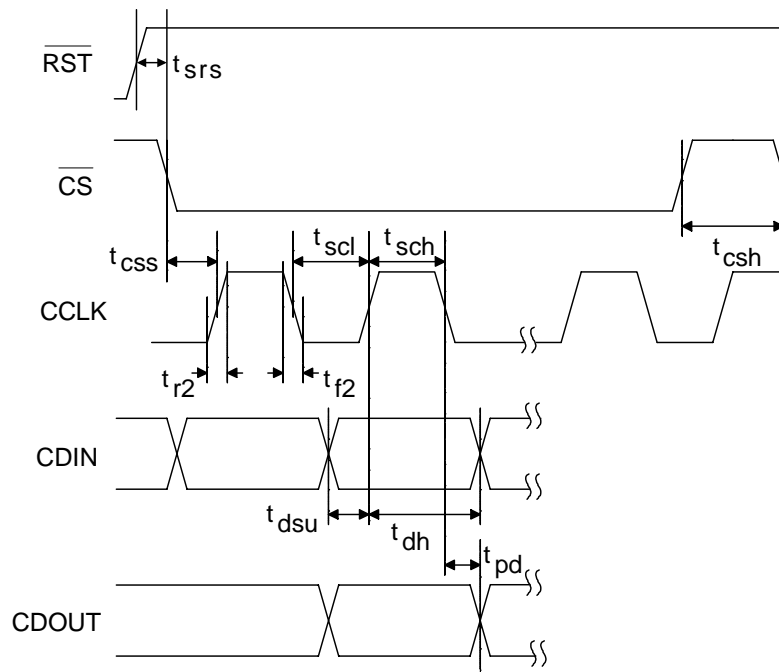 RST
t srs
CS
t css
t scl
t sch
t csh
CCLK
t r2
t f2
CDIN
t dsu
t dh
t pd
CDOUT